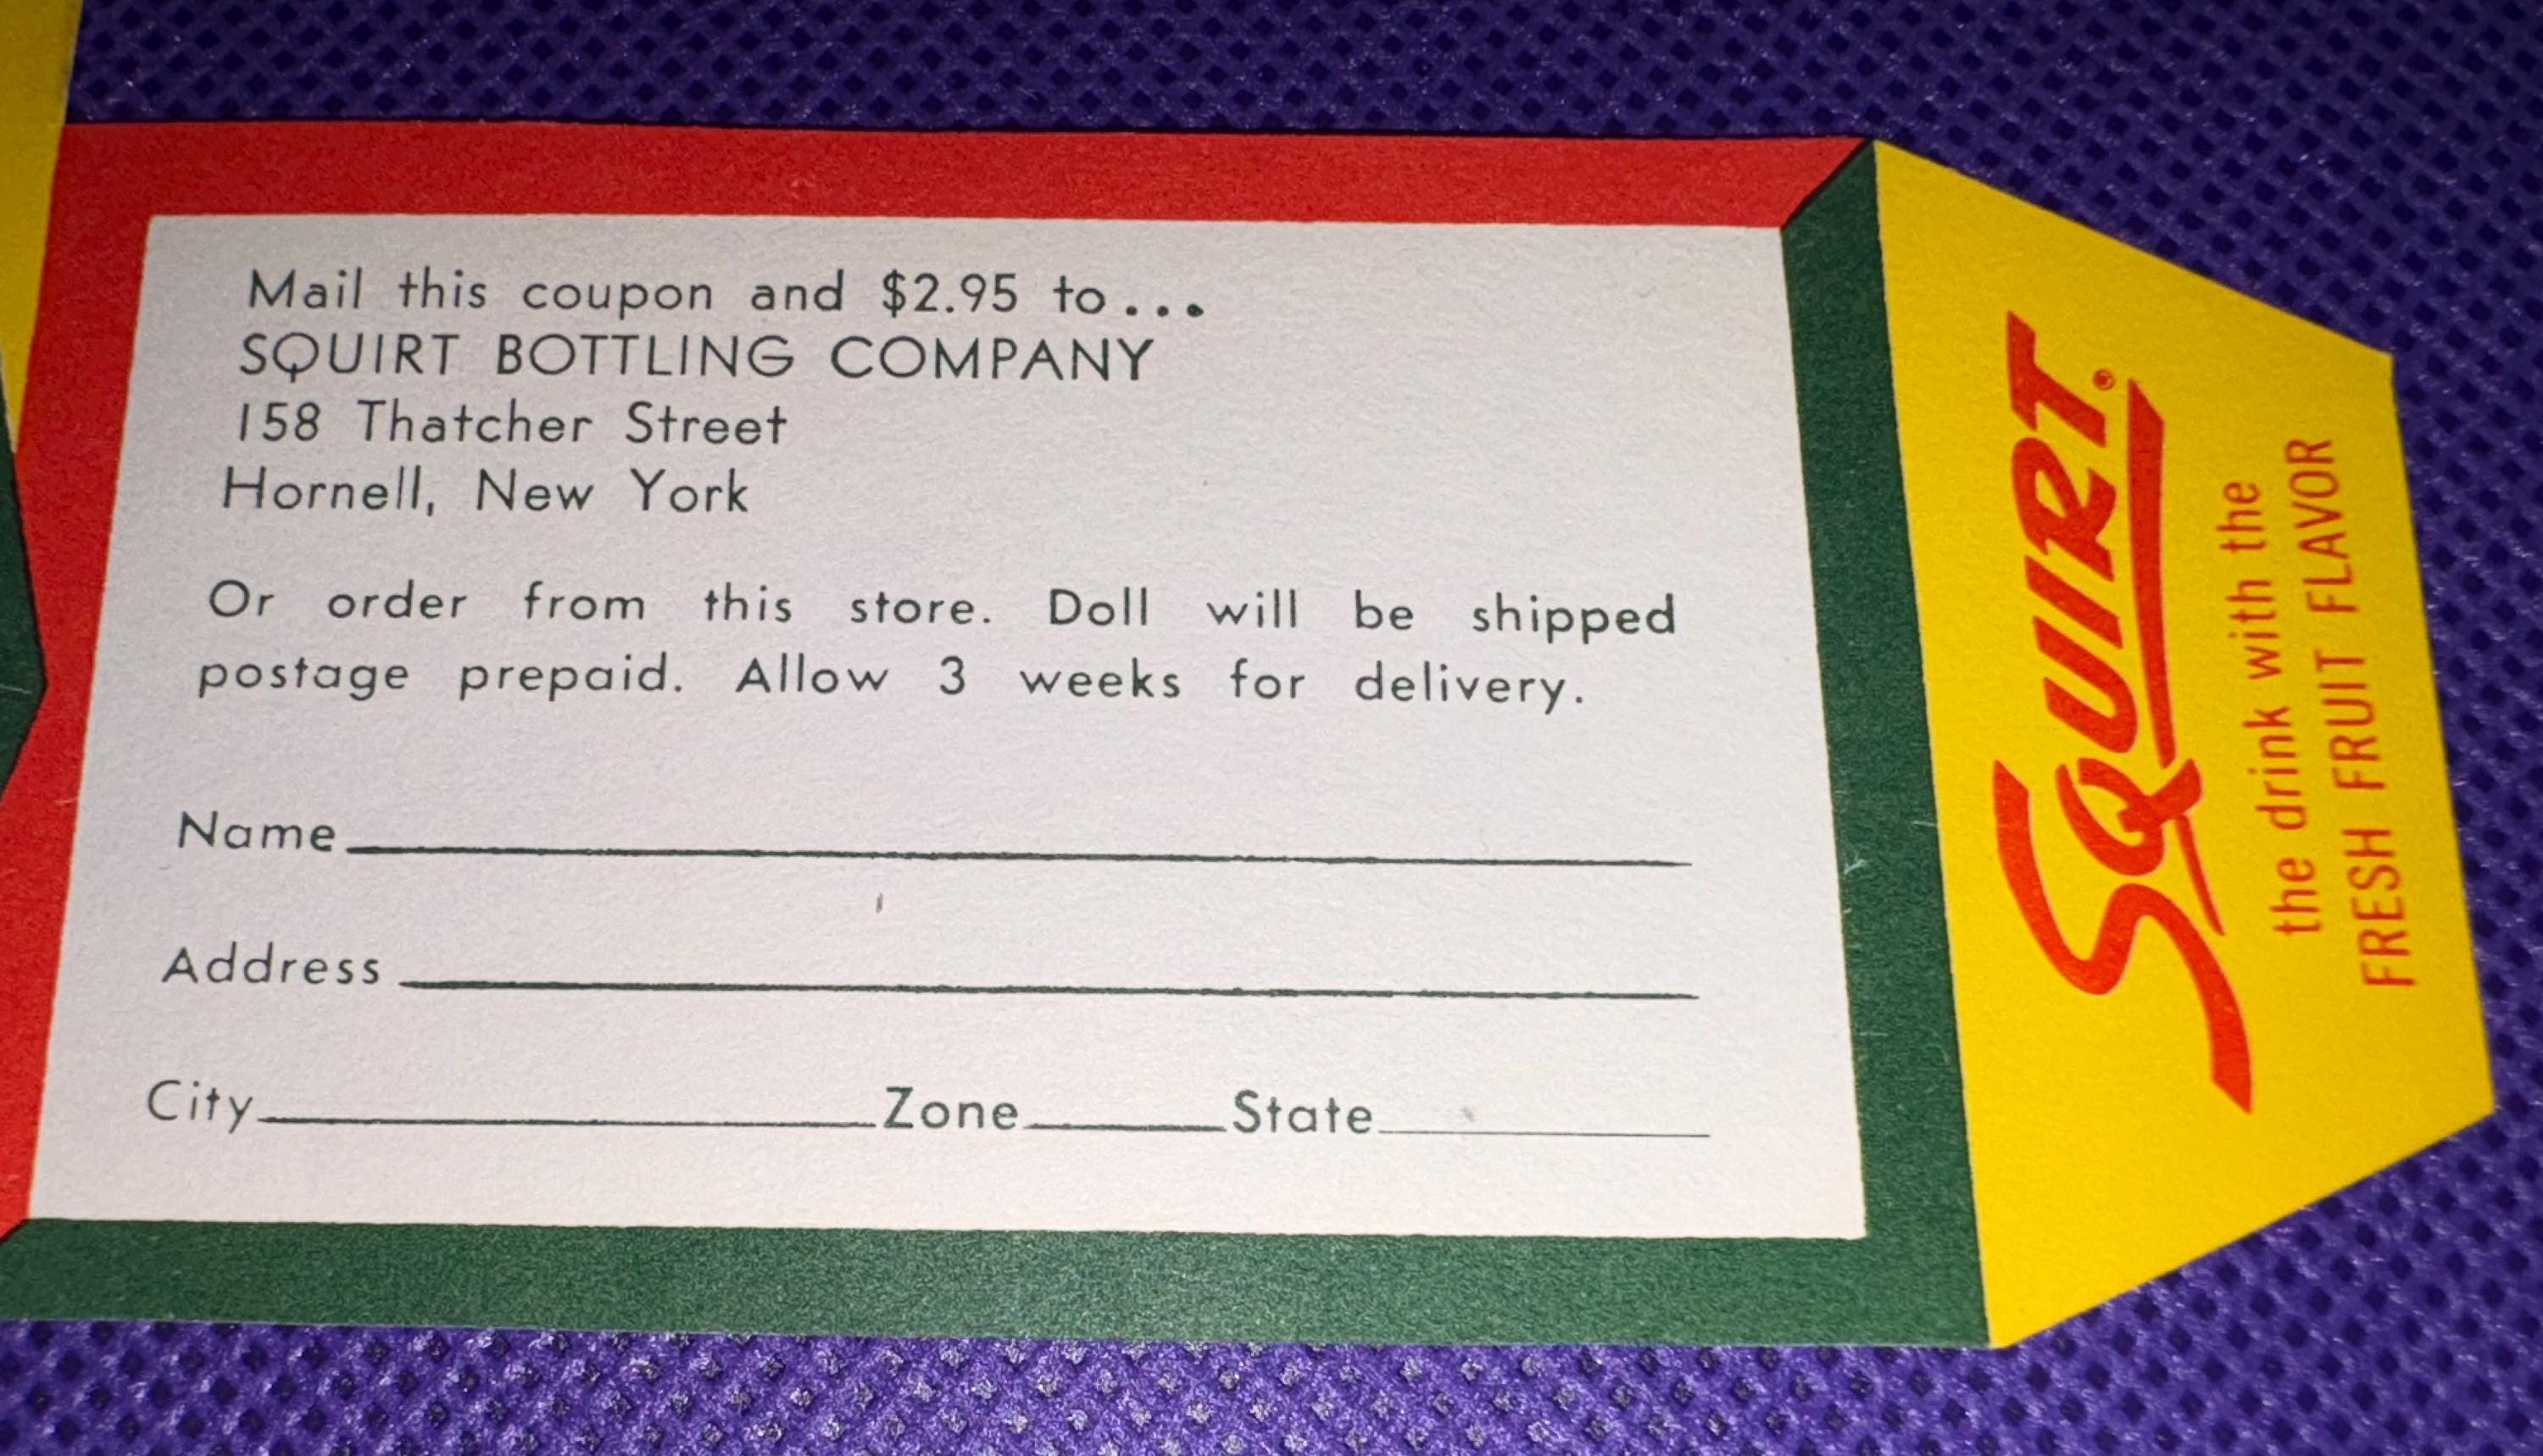 Mail this coupon and $2.95 to...
SQUIRT BOTTLING COMPANY
158 Thatcher Street
Hornell, New York
Or order from this store. Doll will be shipped
postage prepaid. Allow 3 weeks for delivery.
Name
Address
City Zone State
SQUIRT®
the drink with the
FRESH FRUIT FLAVOR